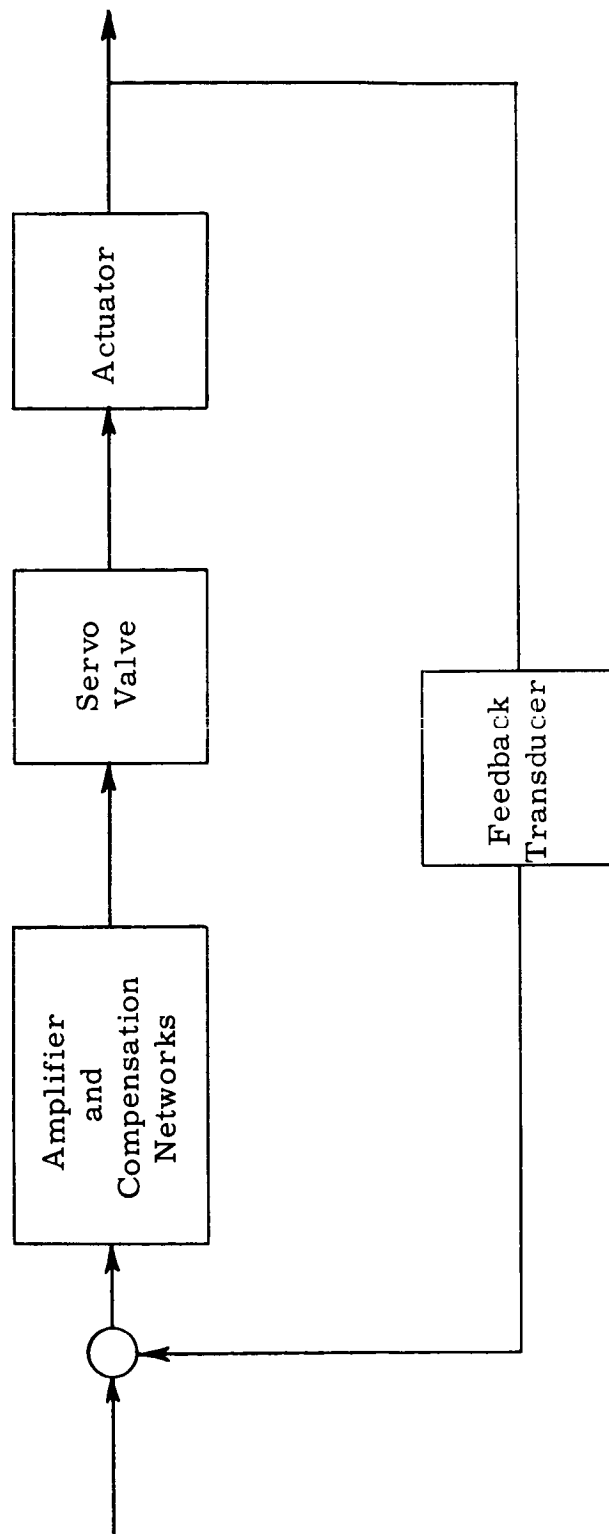 Amplifier
and
Compensation
Networks
Servo
Valve
Actuator
Feedback
Transducer